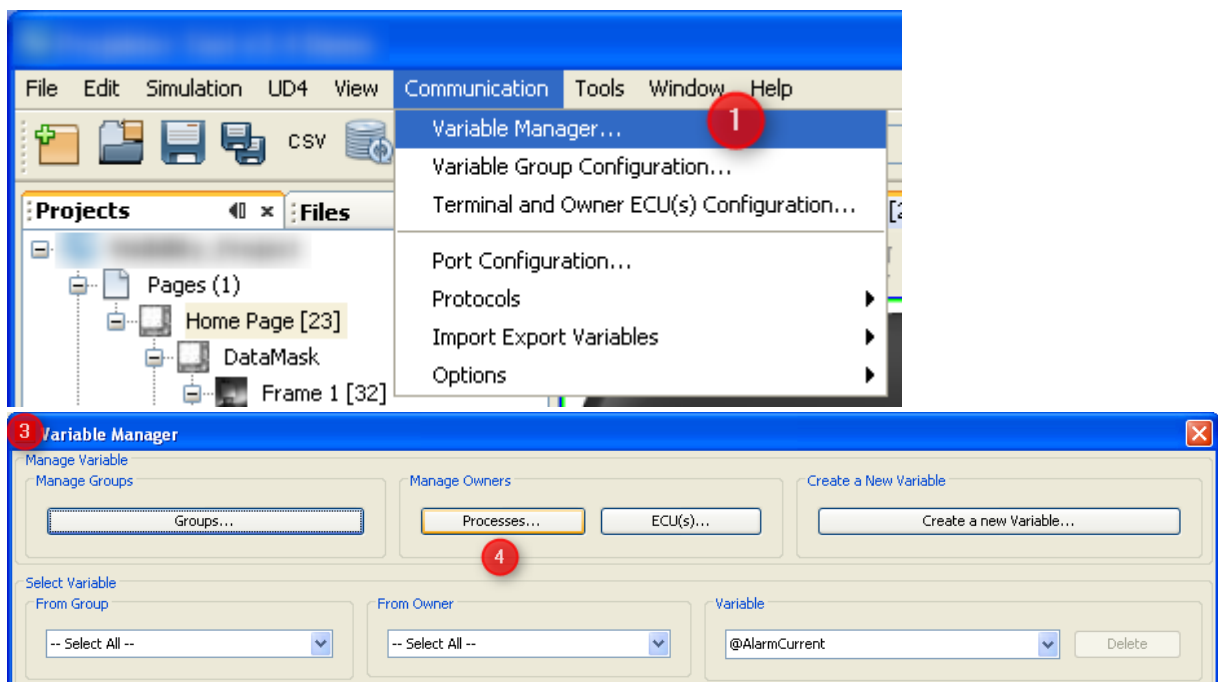 File Edit Simulation UD4 View Communication Tools Window Help
Variable Manager... 1
CSV
Variable Group Configuration...
Projects Files
Terminal and Owner ECU(s) Configuration...
Pages (1)
Port Configuration...
Home Page [23]
Protocols
DataMask
Import Export Variables
Frame 1 [32]
Options
3 Variable Manager
Manage Variable
Manage Groups Manage Owners Create a New Variable
Groups... Processes... ECU(s)... Create a new Variable...
4
Select Variable
From Group From Owner Variable
-- Select All -- -- Select All -- @AlarmCurrent Delete